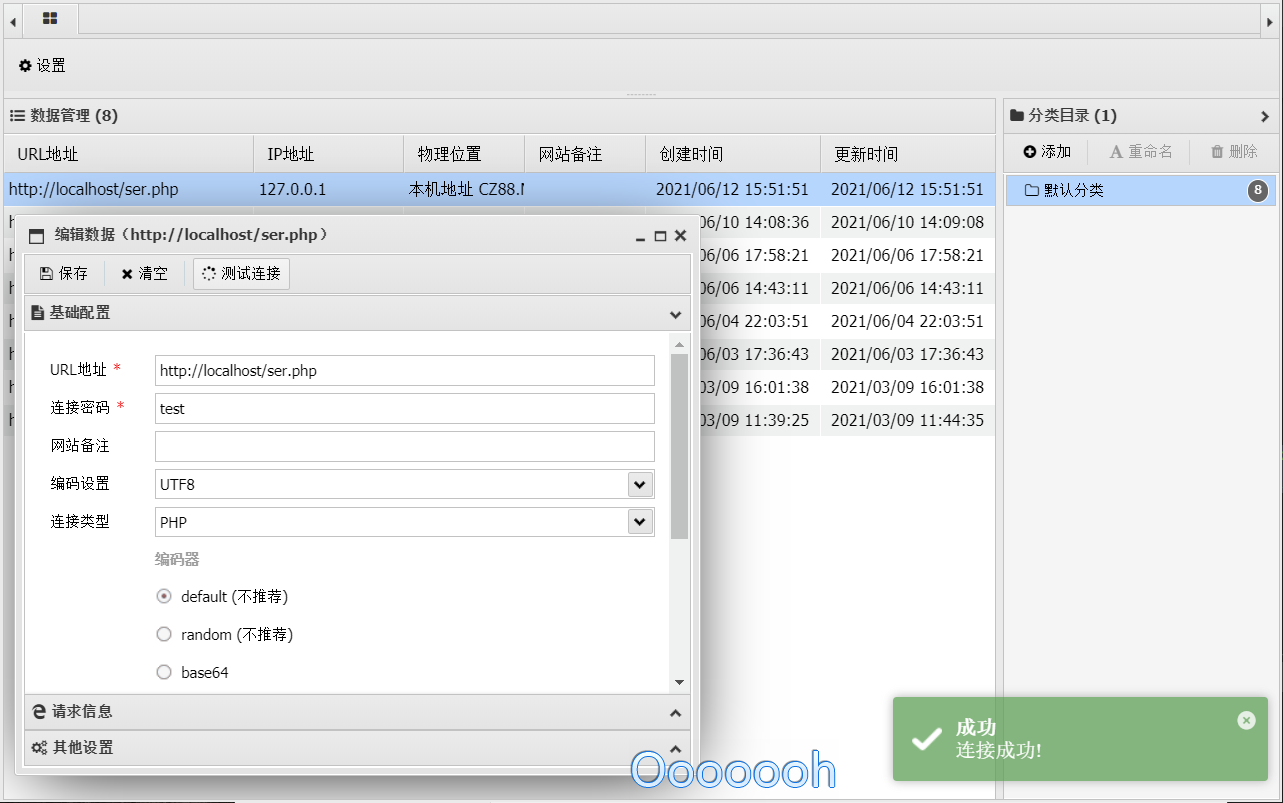 设置
数据管理 (8)
URL地址 IP地址 物理位置 网站备注 创建时间 更新时间
http://localhost/ser.php 127.0.0.1 本机地址 CZ88.N 2021/06/12 15:51:51 2021/06/12 15:51:51
06/10 14:08:36 2021/06/10 14:09:08
06/06 17:58:21 2021/06/06 17:58:21
06/06 14:43:11 2021/06/06 14:43:11
06/04 22:03:51 2021/06/04 22:03:51
06/03 17:36:43 2021/06/03 17:36:43
03/09 16:01:38 2021/03/09 16:01:38
03/09 11:39:25 2021/03/09 11:44:35
分类目录 (1)
添加 重命名 删除
默认分类 8
编辑数据（http://localhost/ser.php）
保存 清空 测试连接
基础配置
URL地址 * http://localhost/ser.php
连接密码 * test
网站备注
编码设置 UTF8
连接类型 PHP
编码器
default (不推荐)
random (不推荐)
base64
请求信息
其他设置
成功
连接成功!
Ooooooh